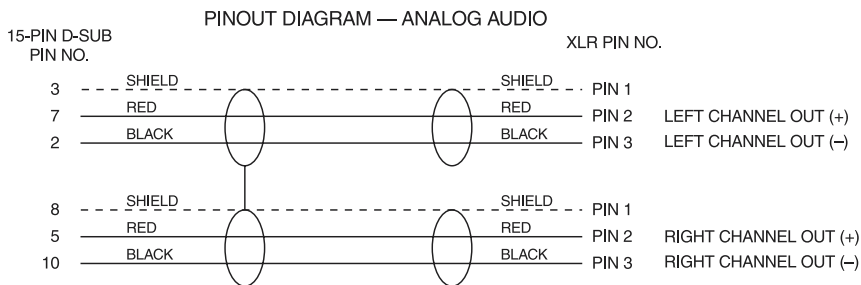 PINOUT DIAGRAM — ANALOG AUDIO
15-PIN D-SUB
PIN NO.
XLR PIN NO.
3 SHIELD SHIELD PIN 1
7 RED RED PIN 2 LEFT CHANNEL OUT (+)
2 BLACK BLACK PIN 3 LEFT CHANNEL OUT (–)
8 SHIELD SHIELD PIN 1
5 RED RED PIN 2 RIGHT CHANNEL OUT (+)
10 BLACK BLACK PIN 3 RIGHT CHANNEL OUT (–)